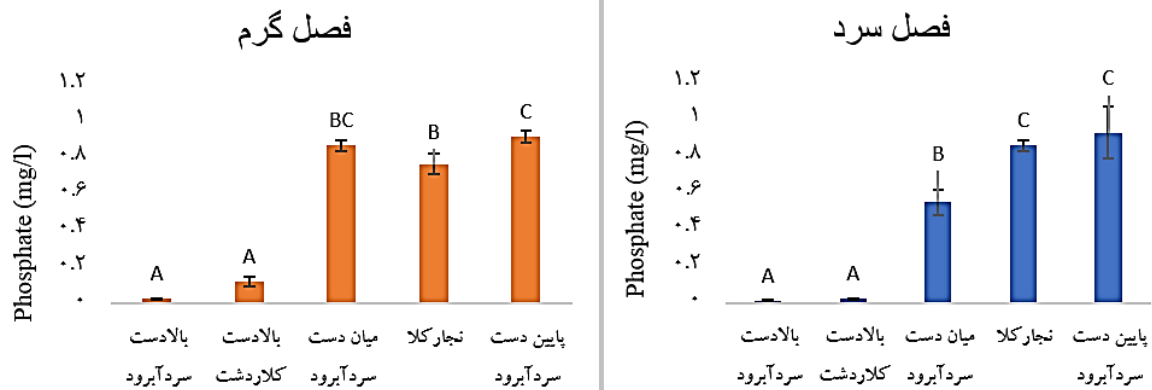 فصل گرم
Phosphate (mg/l)
۱.۲
۱
۰.۸
۰.۶
۰.۴
۰.۲
۰
A
A
BC
B
C
بالادست سردآبرود
بالادست کلاردشت
میان دست سردآبرود
نجارکلا
پایین دست سردآبرود
فصل سرد
Phosphate (mg/l)
۱.۲
۱
۰.۸
۰.۶
۰.۴
۰.۲
۰
A
A
B
C
C
بالادست سردآبرود
بالادست کلاردشت
میان دست سردآبرود
نجارکلا
پایین دست سردآبرود